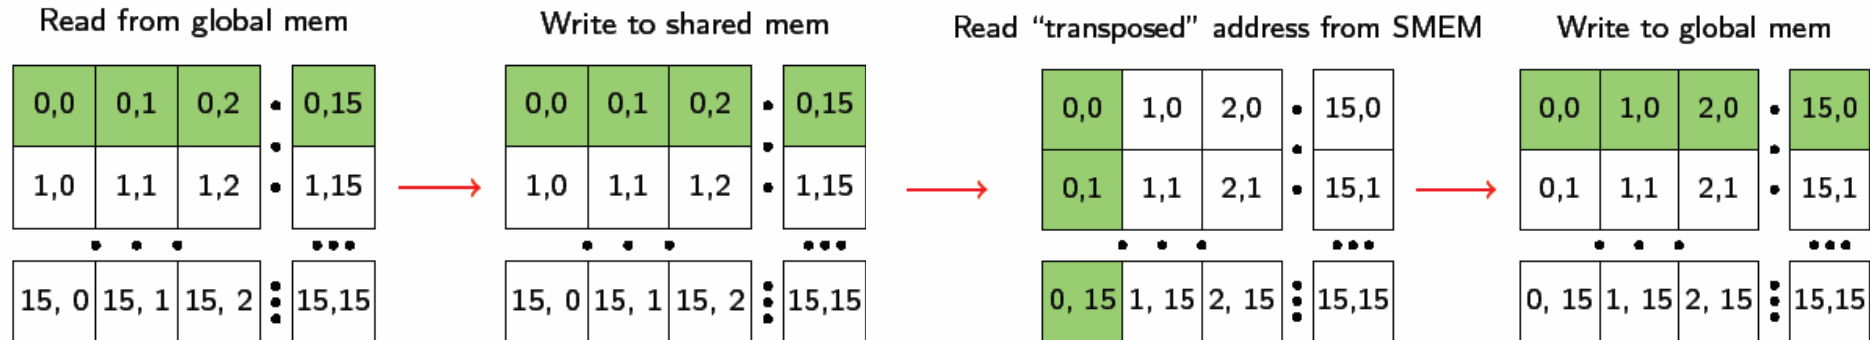 Read from global mem
Write to shared mem
Read “transposed” address from SMEM
Write to global mem
0,0 0,1 0,2 0,15
1,0 1,1 1,2 1,15
15, 0 15, 1 15, 2 15,15
0,0 0,1 0,2 0,15
1,0 1,1 1,2 1,15
15, 0 15, 1 15, 2 15,15
0,0 1,0 2,0 15,0
0,1 1,1 2,1 15,1
0, 15 1, 15 2, 15 15,15
0,0 1,0 2,0 15,0
0,1 1,1 2,1 15,1
0, 15 1, 15 2, 15 15,15